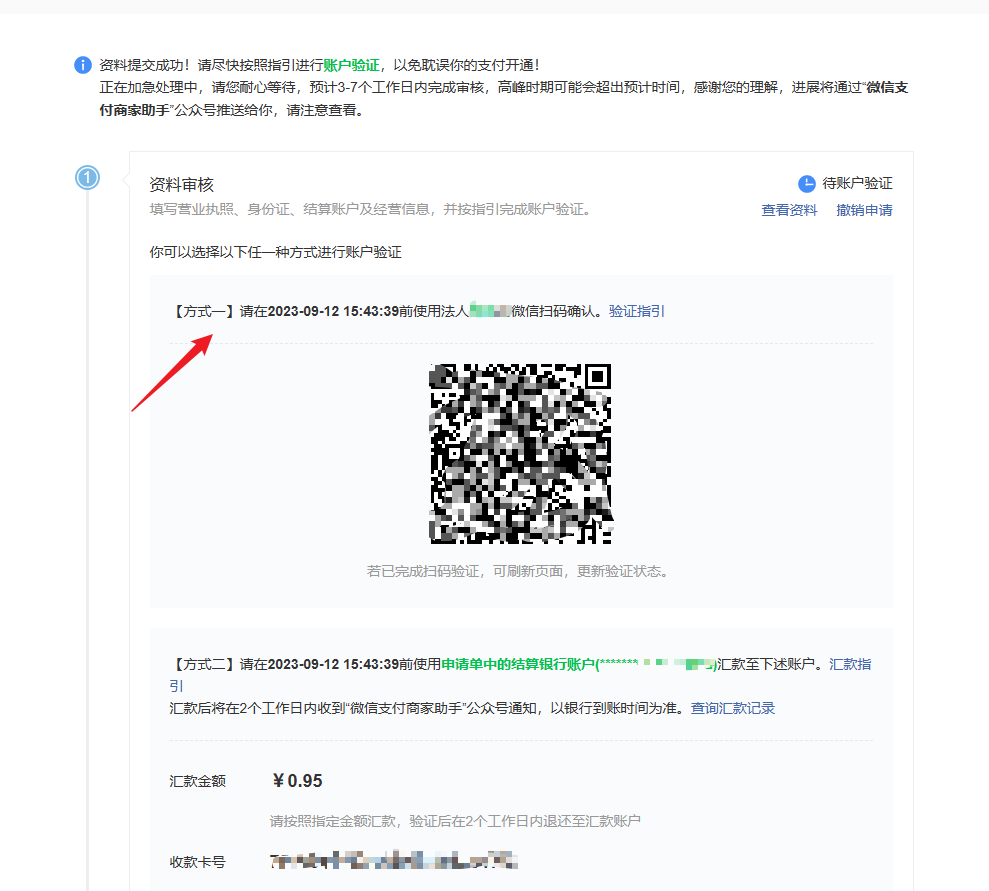 资料提交成功！请尽快按照指引进行账户验证，以免耽误你的支付开通！
正在加急处理中，请您耐心等待，预计3-7个工作日内完成审核，高峰时期可能会超出预计时间，感谢您的理解，进展将通过“微信支
付商家助手”公众号推送给你，请注意查看。
1
资料审核
待账户验证
填写营业执照、身份证、结算账户及经营信息，并按指引完成账户验证。
查看资料 撤销申请
你可以选择以下任一种方式进行账户验证
【方式一】请在2023-09-12 15:43:39前使用法人微信扫码确认。验证指引
若已完成扫码验证，可刷新页面，更新验证状态。
【方式二】请在2023-09-12 15:43:39前使用申请单中的结算银行账户(*******)汇款至下述账户。汇款指
引
汇款后将在2个工作日内收到“微信支付商家助手”公众号通知，以银行到账时间为准。查询汇款记录
汇款金额 ￥0.95
请按照指定金额汇款，验证后在2个工作日内退还至汇款账户
收款卡号